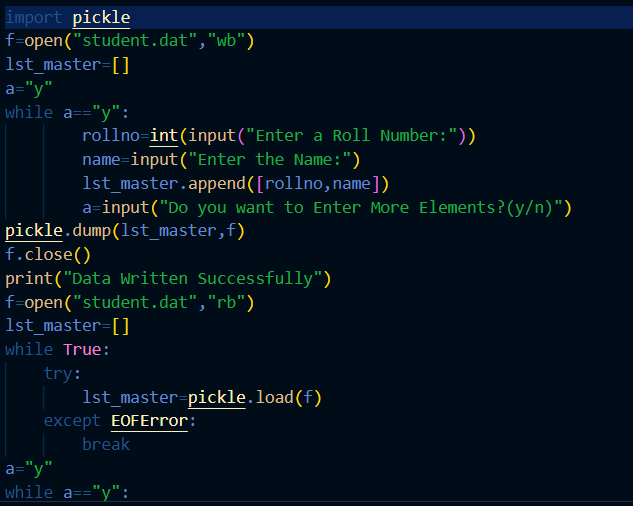 import pickle
f=open("student.dat","wb")
lst_master=[]
a="y"
while a=="y":
        rollno=int(input("Enter a Roll Number:"))
        name=input("Enter the Name:")
        lst_master.append([rollno,name])
        a=input("Do you want to Enter More Elements?(y/n)")
pickle.dump(lst_master,f)
f.close()
print("Data Written Successfully")
f=open("student.dat","rb")
lst_master=[]
while True:
    try:
        lst_master=pickle.load(f)
    except EOFError:
        break
a="y"
while a=="y":